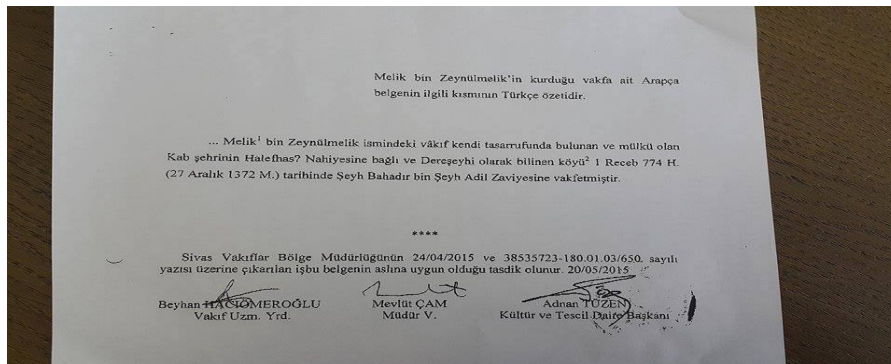 Melik bin Zeynülmelik'in kurduğu vakfa ait Arapça
belgenin ilgili kısmının Türkçe özetidir.
... Melik¹ bin Zeynülmelik ismindeki vâkıf kendi tasarrufunda bulunan ve mülkü olan
Kab şehrinin Halefhas? Nahiyesine bağlı ve Dereşeyhi olarak bilinen köyü² 1 Receb 774 H.
(27 Aralık 1372 M.) tarihinde Şeyh Bahadır bin Şeyh Adil Zaviyesine vakfetmiştir.
****
Sivas Vakıflar Bölge Müdürlüğünün 24/04/2015 ve 38535723-180.01.03/650. sayılı
yazısı üzerine çıkarılan işbu belgenin aslına uygun olduğu tasdik olunur. 20/05/2015
Beyhan HACIÖMEROĞLU Mevlüt ÇAM Adnan TÜZEN
Vakıf Uzm. Yrd. Müdür V. Kültür ve Tescil Daire Başkanı